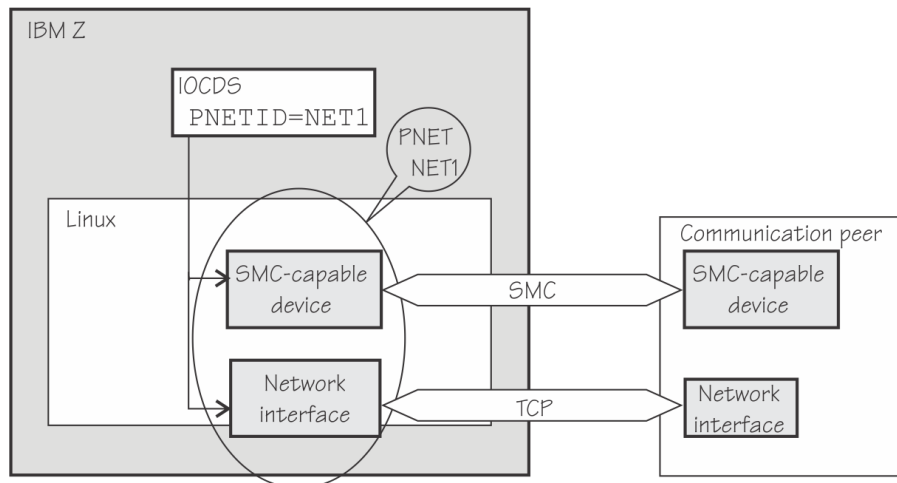 IBM Z
IOCDS
PNETID=NET1
PNET
NET1
Linux
Communication peer
SMC-capable
device
SMC
SMC-capable
device
Network
interface
TCP
Network
interface